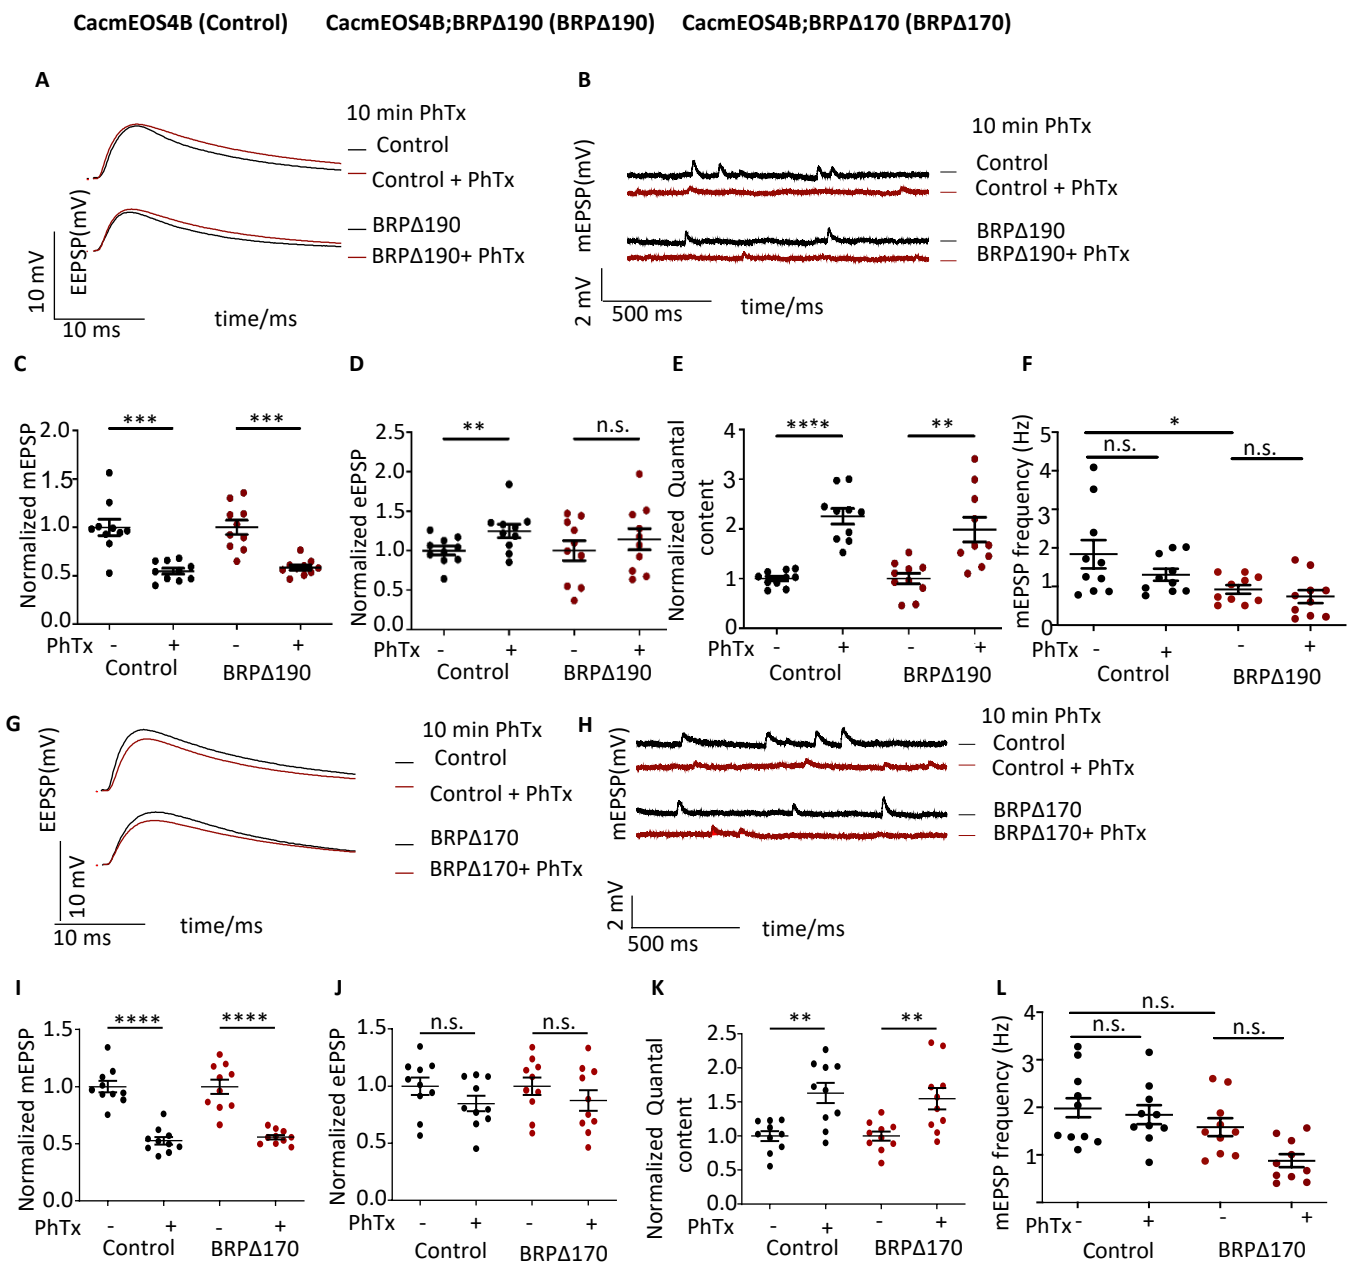 CacmEOS4B (Control) CacmEOS4B;BRPΔ190 (BRPΔ190) CacmEOS4B;BRPΔ170 (BRPΔ170)
A
EEPSP(mV)
10 mV
10 ms
time/ms
10 min PhTx
Control
Control + PhTx
BRPΔ190
BRPΔ190+ PhTx
B
mEPSP(mV)
2 mV
500 ms
time/ms
10 min PhTx
Control
Control + PhTx
BRPΔ190
BRPΔ190+ PhTx
C
Normalized mEPSP
2.0
1.5
1.0
0.5
0.0
*** ***
PhTx - + - +
Control BRPΔ190
D
Normalized eEPSP
2.5
2.0
1.5
1.0
0.5
0.0
** n.s.
- + - +
Control BRPΔ190
E
Normalized Quantal
content
4
3
2
1
0
**** **
PhTx - + - +
Control BRPΔ190
F
mEPSP frequency (Hz)
5
4
3
2
1
0
*
n.s. n.s.
PhTx - + - +
Control BRPΔ190
G
EEPSP(mV)
10 mV
10 ms
time/ms
10 min PhTx
Control
Control + PhTx
BRPΔ170
BRPΔ170+ PhTx
H
mEPSP(mV)
2 mV
500 ms
time/ms
10 min PhTx
Control
Control + PhTx
BRPΔ170
BRPΔ170+ PhTx
I
Normalized mEPSP
1.5
1.0
0.5
0.0
**** ****
PhTx - + - +
Control BRPΔ170
J
Normalized eEPSP
1.5
1.0
0.5
0.0
n.s. n.s.
- + - +
Control BRPΔ170
K
Normalized Quantal
content
2.5
2.0
1.5
1.0
0.5
0.0
** **
PhTx - + - +
Control BRPΔ170
L
mEPSP frequency (Hz)
4
3
2
1
n.s.
n.s. n.s.
PhTx - + - +
Control BRPΔ170